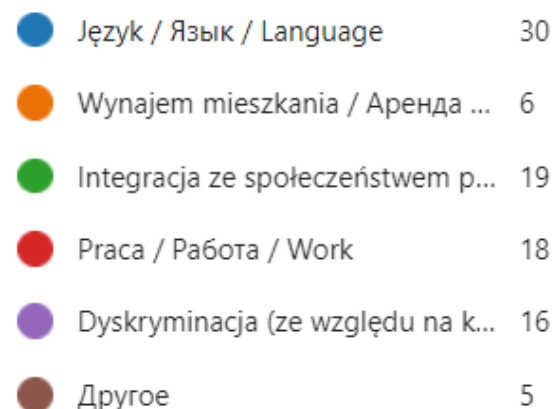 Język / Язык / Language 30
Wynajem mieszkania / Аренда ... 6
Integracja ze społeczeństwem p... 19
Praca / Работа / Work 18
Dyskryminacja (ze względu na k... 16
Другое 5